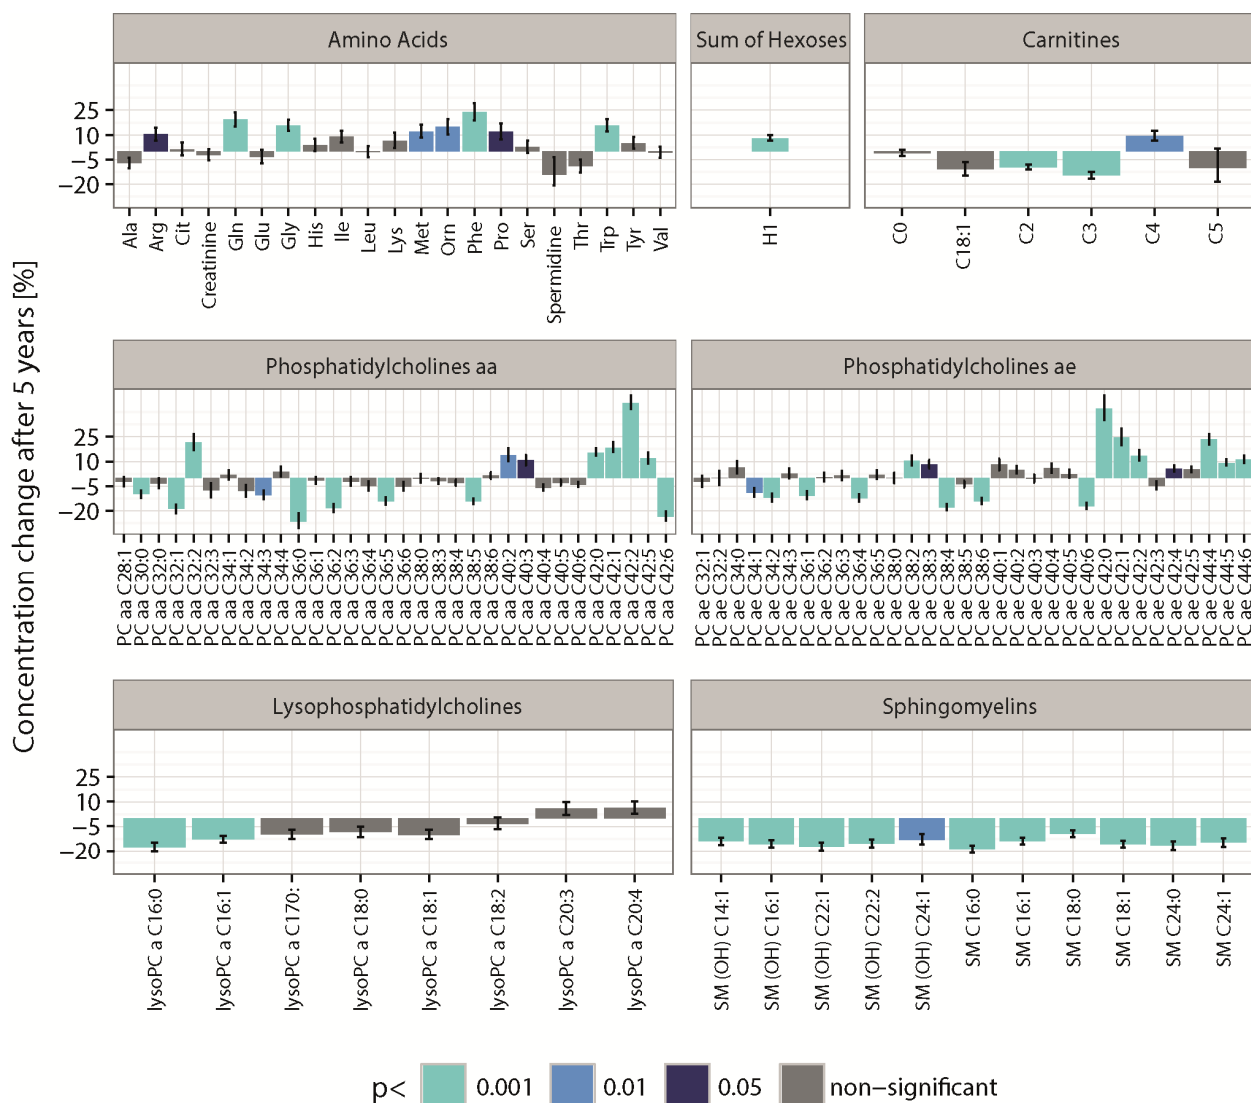 Concentration change after 5 years [%]
Amino Acids
25
10
−5
−20
Ala
Arg
Cit
Creatinine
Gln
Glu
Gly
His
Ile
Leu
Lys
Met
Orn
Phe
Pro
Ser
Spermidine
Thr
Trp
Tyr
Val
Sum of Hexoses
H1
Carnitines
C0
C18:1
C2
C3
C4
C5
Phosphatidylcholines aa
25
10
−5
−20
PC aa C28:1
PC aa C30:0
PC aa C32:0
PC aa C32:1
PC aa C32:2
PC aa C32:3
PC aa C34:1
PC aa C34:2
PC aa C34:3
PC aa C34:4
PC aa C36:0
PC aa C36:1
PC aa C36:2
PC aa C36:3
PC aa C36:4
PC aa C36:5
PC aa C36:6
PC aa C38:0
PC aa C38:3
PC aa C38:4
PC aa C38:5
PC aa C38:6
PC aa C40:2
PC aa C40:3
PC aa C40:4
PC aa C40:5
PC aa C40:6
PC aa C42:0
PC aa C42:1
PC aa C42:2
PC aa C42:5
PC aa C42:6
Phosphatidylcholines ae
PC ae C32:1
PC ae C32:2
PC ae C34:0
PC ae C34:1
PC ae C34:2
PC ae C34:3
PC ae C36:1
PC ae C36:2
PC ae C36:3
PC ae C36:4
PC ae C36:5
PC ae C38:0
PC ae C38:2
PC ae C38:3
PC ae C38:4
PC ae C38:5
PC ae C38:6
PC ae C40:1
PC ae C40:2
PC ae C40:3
PC ae C40:4
PC ae C40:5
PC ae C40:6
PC ae C42:0
PC ae C42:1
PC ae C42:2
PC ae C42:3
PC ae C42:4
PC ae C42:5
PC ae C44:4
PC ae C44:5
PC ae C44:6
Lysophosphatidylcholines
25
10
−5
−20
lysoPC a C16:0
lysoPC a C16:1
lysoPC a C170:
lysoPC a C18:0
lysoPC a C18:1
lysoPC a C18:2
lysoPC a C20:3
lysoPC a C20:4
Sphingomyelins
SM (OH) C14:1
SM (OH) C16:1
SM (OH) C22:1
SM (OH) C22:2
SM (OH) C24:1
SM C16:0
SM C16:1
SM C18:0
SM C18:1
SM C24:0
SM C24:1
p< 0.001 0.01 0.05 non−significant